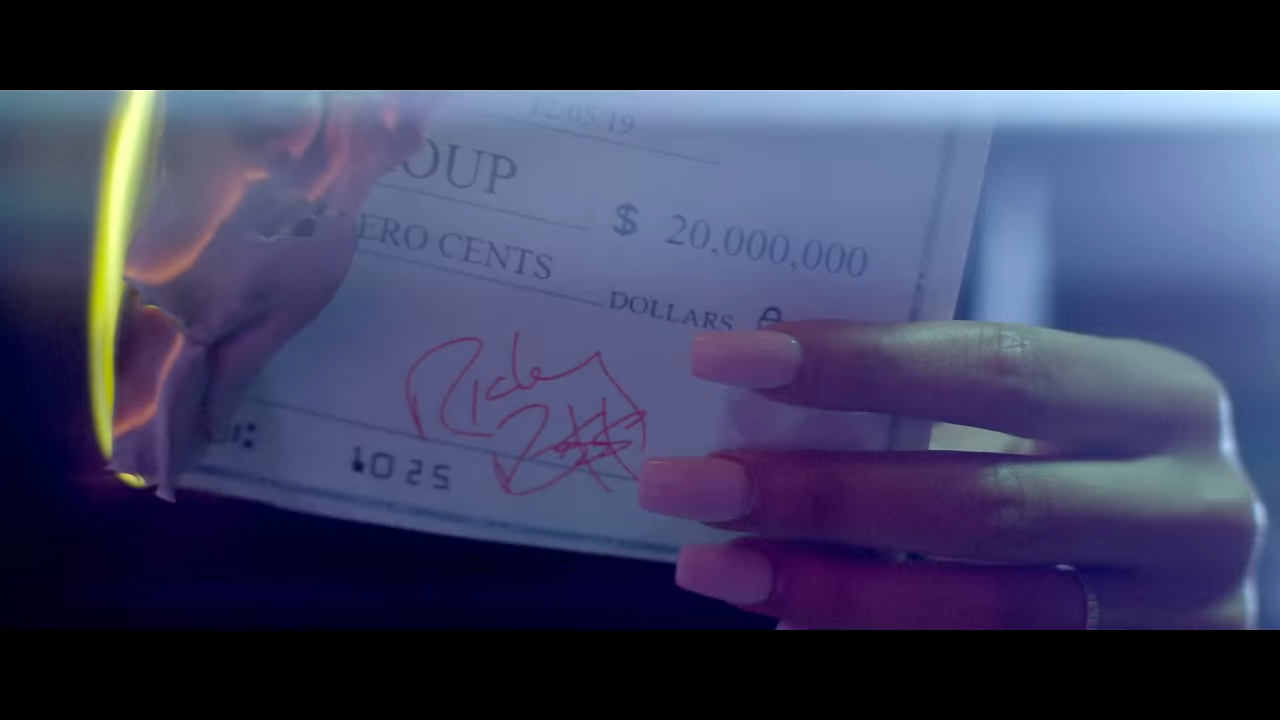 12/05/19
OUP
$ 20,000,000
ERO CENTS
DOLLARS
1025